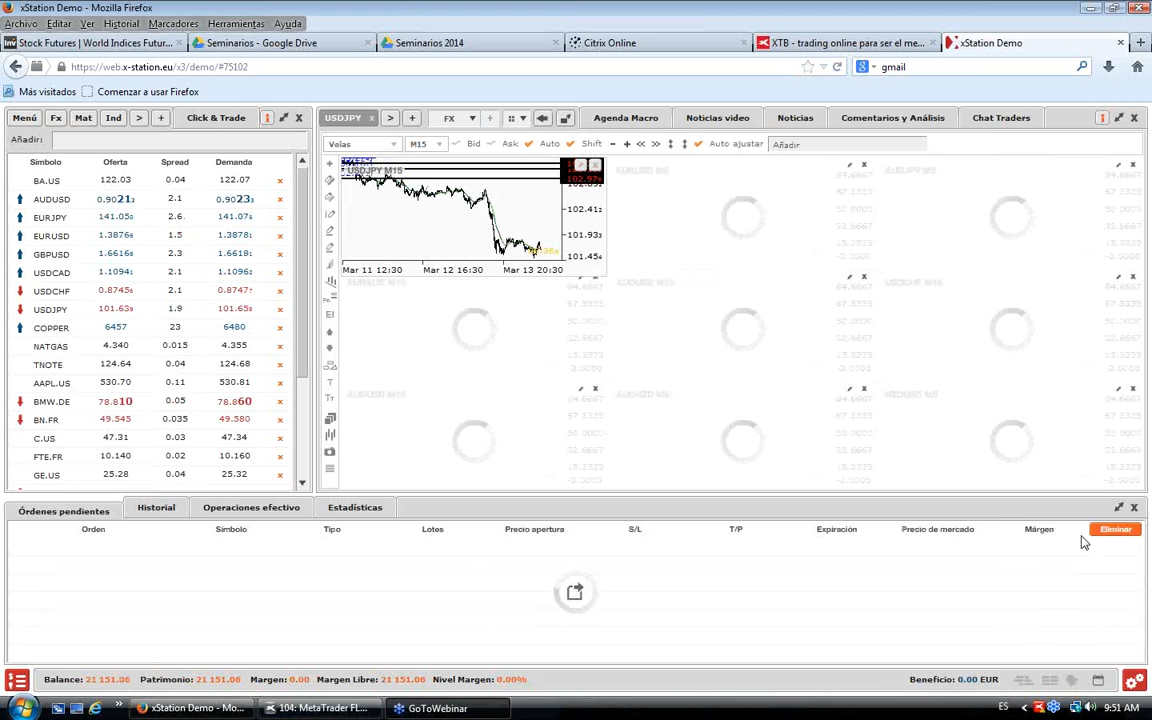 xStation Demo - Mozilla Firefox
Archivo Editar Ver Historial Marcadores Herramientas Ayuda
Stock Futures | World Indices Futur... Seminarios - Google Drive Seminarios 2014 Citrix Online XTB - trading online para ser el me... xStation Demo
https://web.x-station.eu/x3/demo/#75102 gmail
Más visitados Comenzar a usar Firefox
Menú Fx Mat Ind > + Click & Trade USDJPY x > + FX Agenda Macro Noticias video Noticias Comentarios y Análisis Chat Traders
Añadir: Velas M15 Bid Ask Auto Shift Auto ajustar Añadir
Símbolo Oferta Spread Demanda
BA.US 122.03 0.04 122.07
AUDUSD 0.90213 2.1 0.90233
EURJPY 141.058 2.6 141.078
EURUSD 1.38768 1.5 1.38781
GBPUSD 1.66168 2.3 1.66181
USDCAD 1.10941 2.1 1.10962
USDCHF 0.87458 2.1 0.87477
USDJPY 101.639 1.9 101.658
COPPER 6457 23 6480
NATGAS 4.340 0.015 4.355
TNOTE 124.64 0.04 124.68
AAPL.US 530.70 0.11 530.81
BMW.DE 78.810 0.05 78.860
BN.FR 49.545 0.035 49.580
C.US 47.31 0.03 47.34
FTE.FR 10.140 0.02 10.160
GE.US 25.28 0.04 25.32
USDJPY M15
102.41
101.93
101.45
Mar 11 12:30 Mar 12 16:30 Mar 13 20:30
Órdenes pendientes Historial Operaciones efectivo Estadísticas
Orden Símbolo Tipo Lotes Precio apertura S/L T/P Expiración Precio de mercado Márgen Eliminar
Balance: 21 151.06 Patrimonio: 21 151.06 Margen: 0.00 Margen Libre: 21 151.06 Nivel Margen: 0.00% Beneficio: 0.00 EUR
xStation Demo - Mo... 104: MetaTrader FL... GoToWebinar ES 9:51 AM